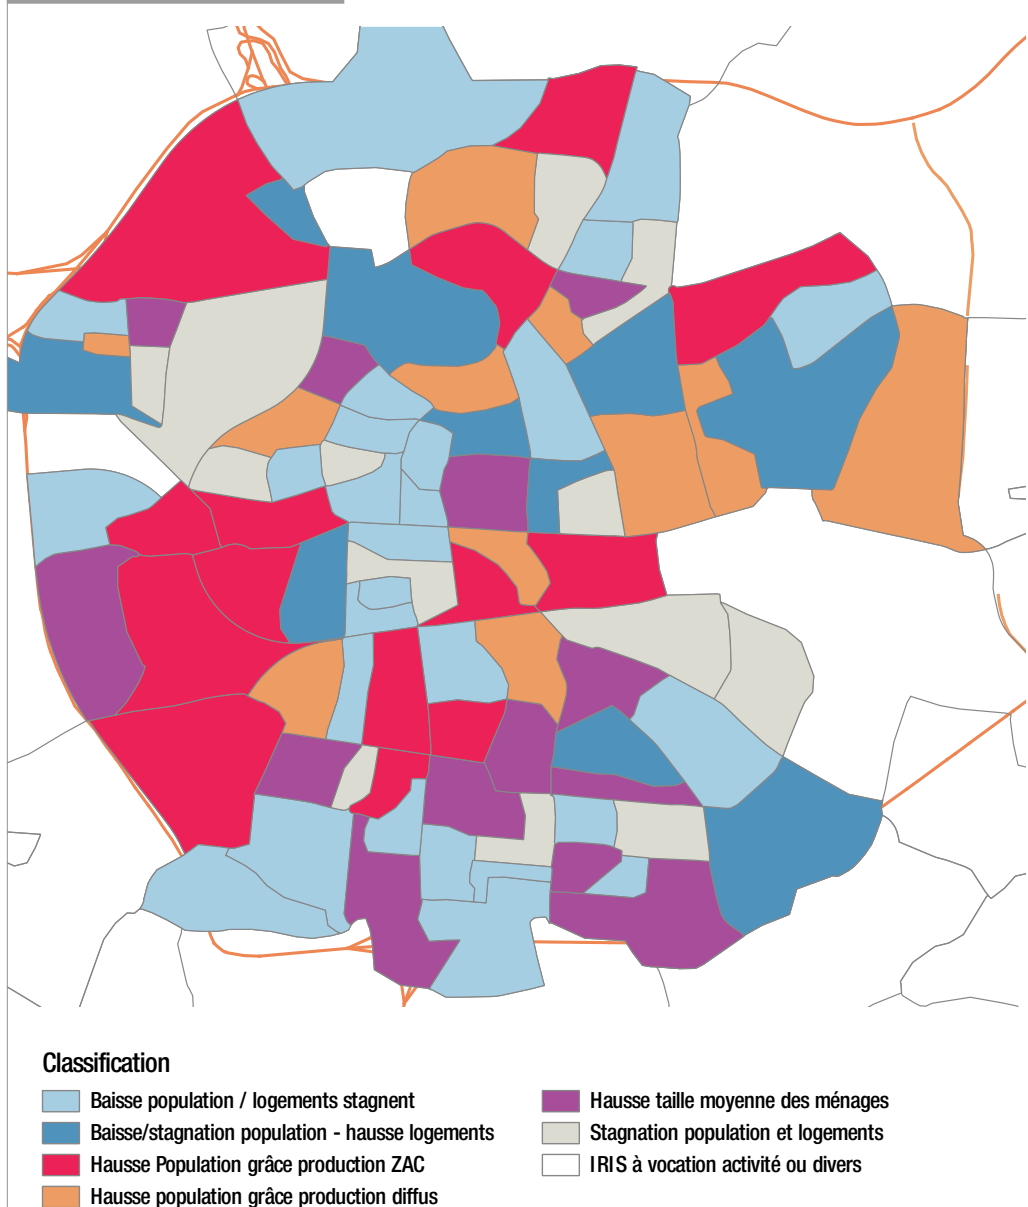 Classification
Baisse population / logements stagnent
Baisse/stagnation population - hausse logements
Hausse Population grâce production ZAC
Hausse population grâce production diffus
Hausse taille moyenne des ménages
Stagnation population et logements
IRIS à vocation activité ou divers